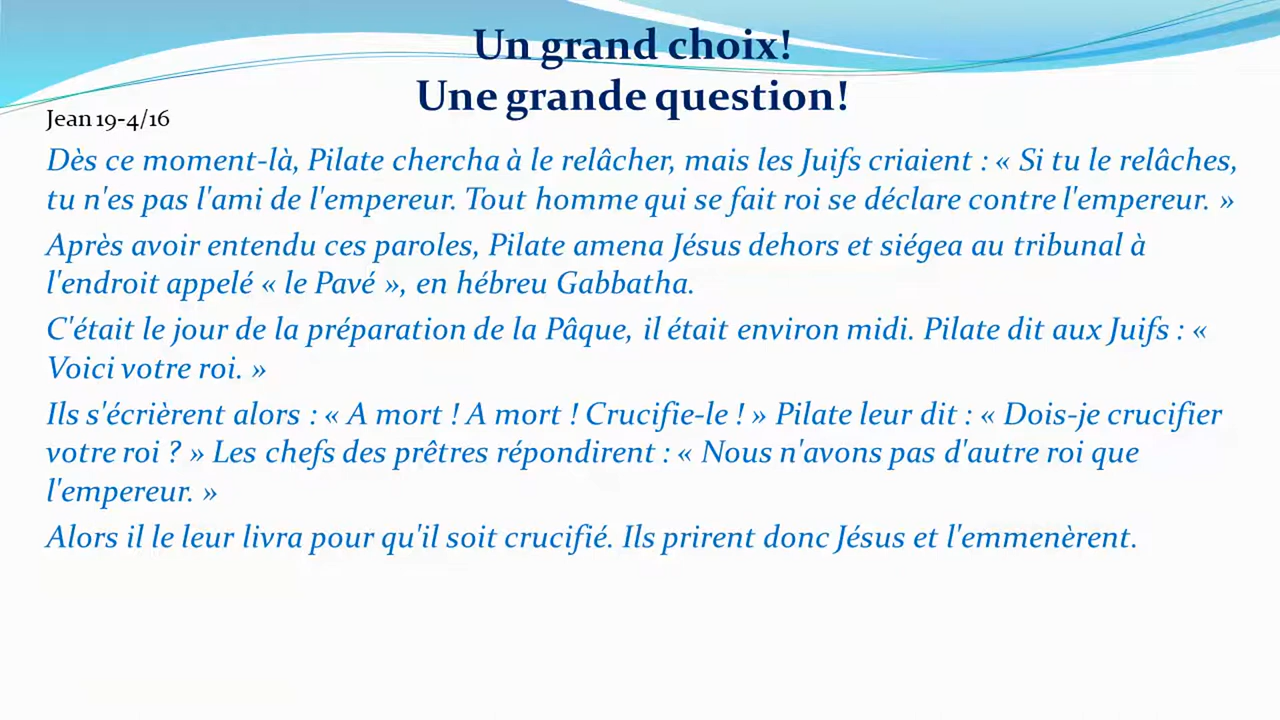 Un grand choix!
Une grande question!
Jean 19-4/16
Dès ce moment-là, Pilate chercha à le relâcher, mais les Juifs criaient : « Si tu le relâches,
tu n'es pas l'ami de l'empereur. Tout homme qui se fait roi se déclare contre l'empereur. »
Après avoir entendu ces paroles, Pilate amena Jésus dehors et siégea au tribunal à
l'endroit appelé « le Pavé », en hébreu Gabbatha.
C'était le jour de la préparation de la Pâque, il était environ midi. Pilate dit aux Juifs : «
Voici votre roi. »
Ils s'écrièrent alors : « A mort ! A mort ! Crucifie-le ! » Pilate leur dit : « Dois-je crucifier
votre roi ? » Les chefs des prêtres répondirent : « Nous n'avons pas d'autre roi que
l'empereur. »
Alors il le leur livra pour qu'il soit crucifié. Ils prirent donc Jésus et l'emmenèrent.